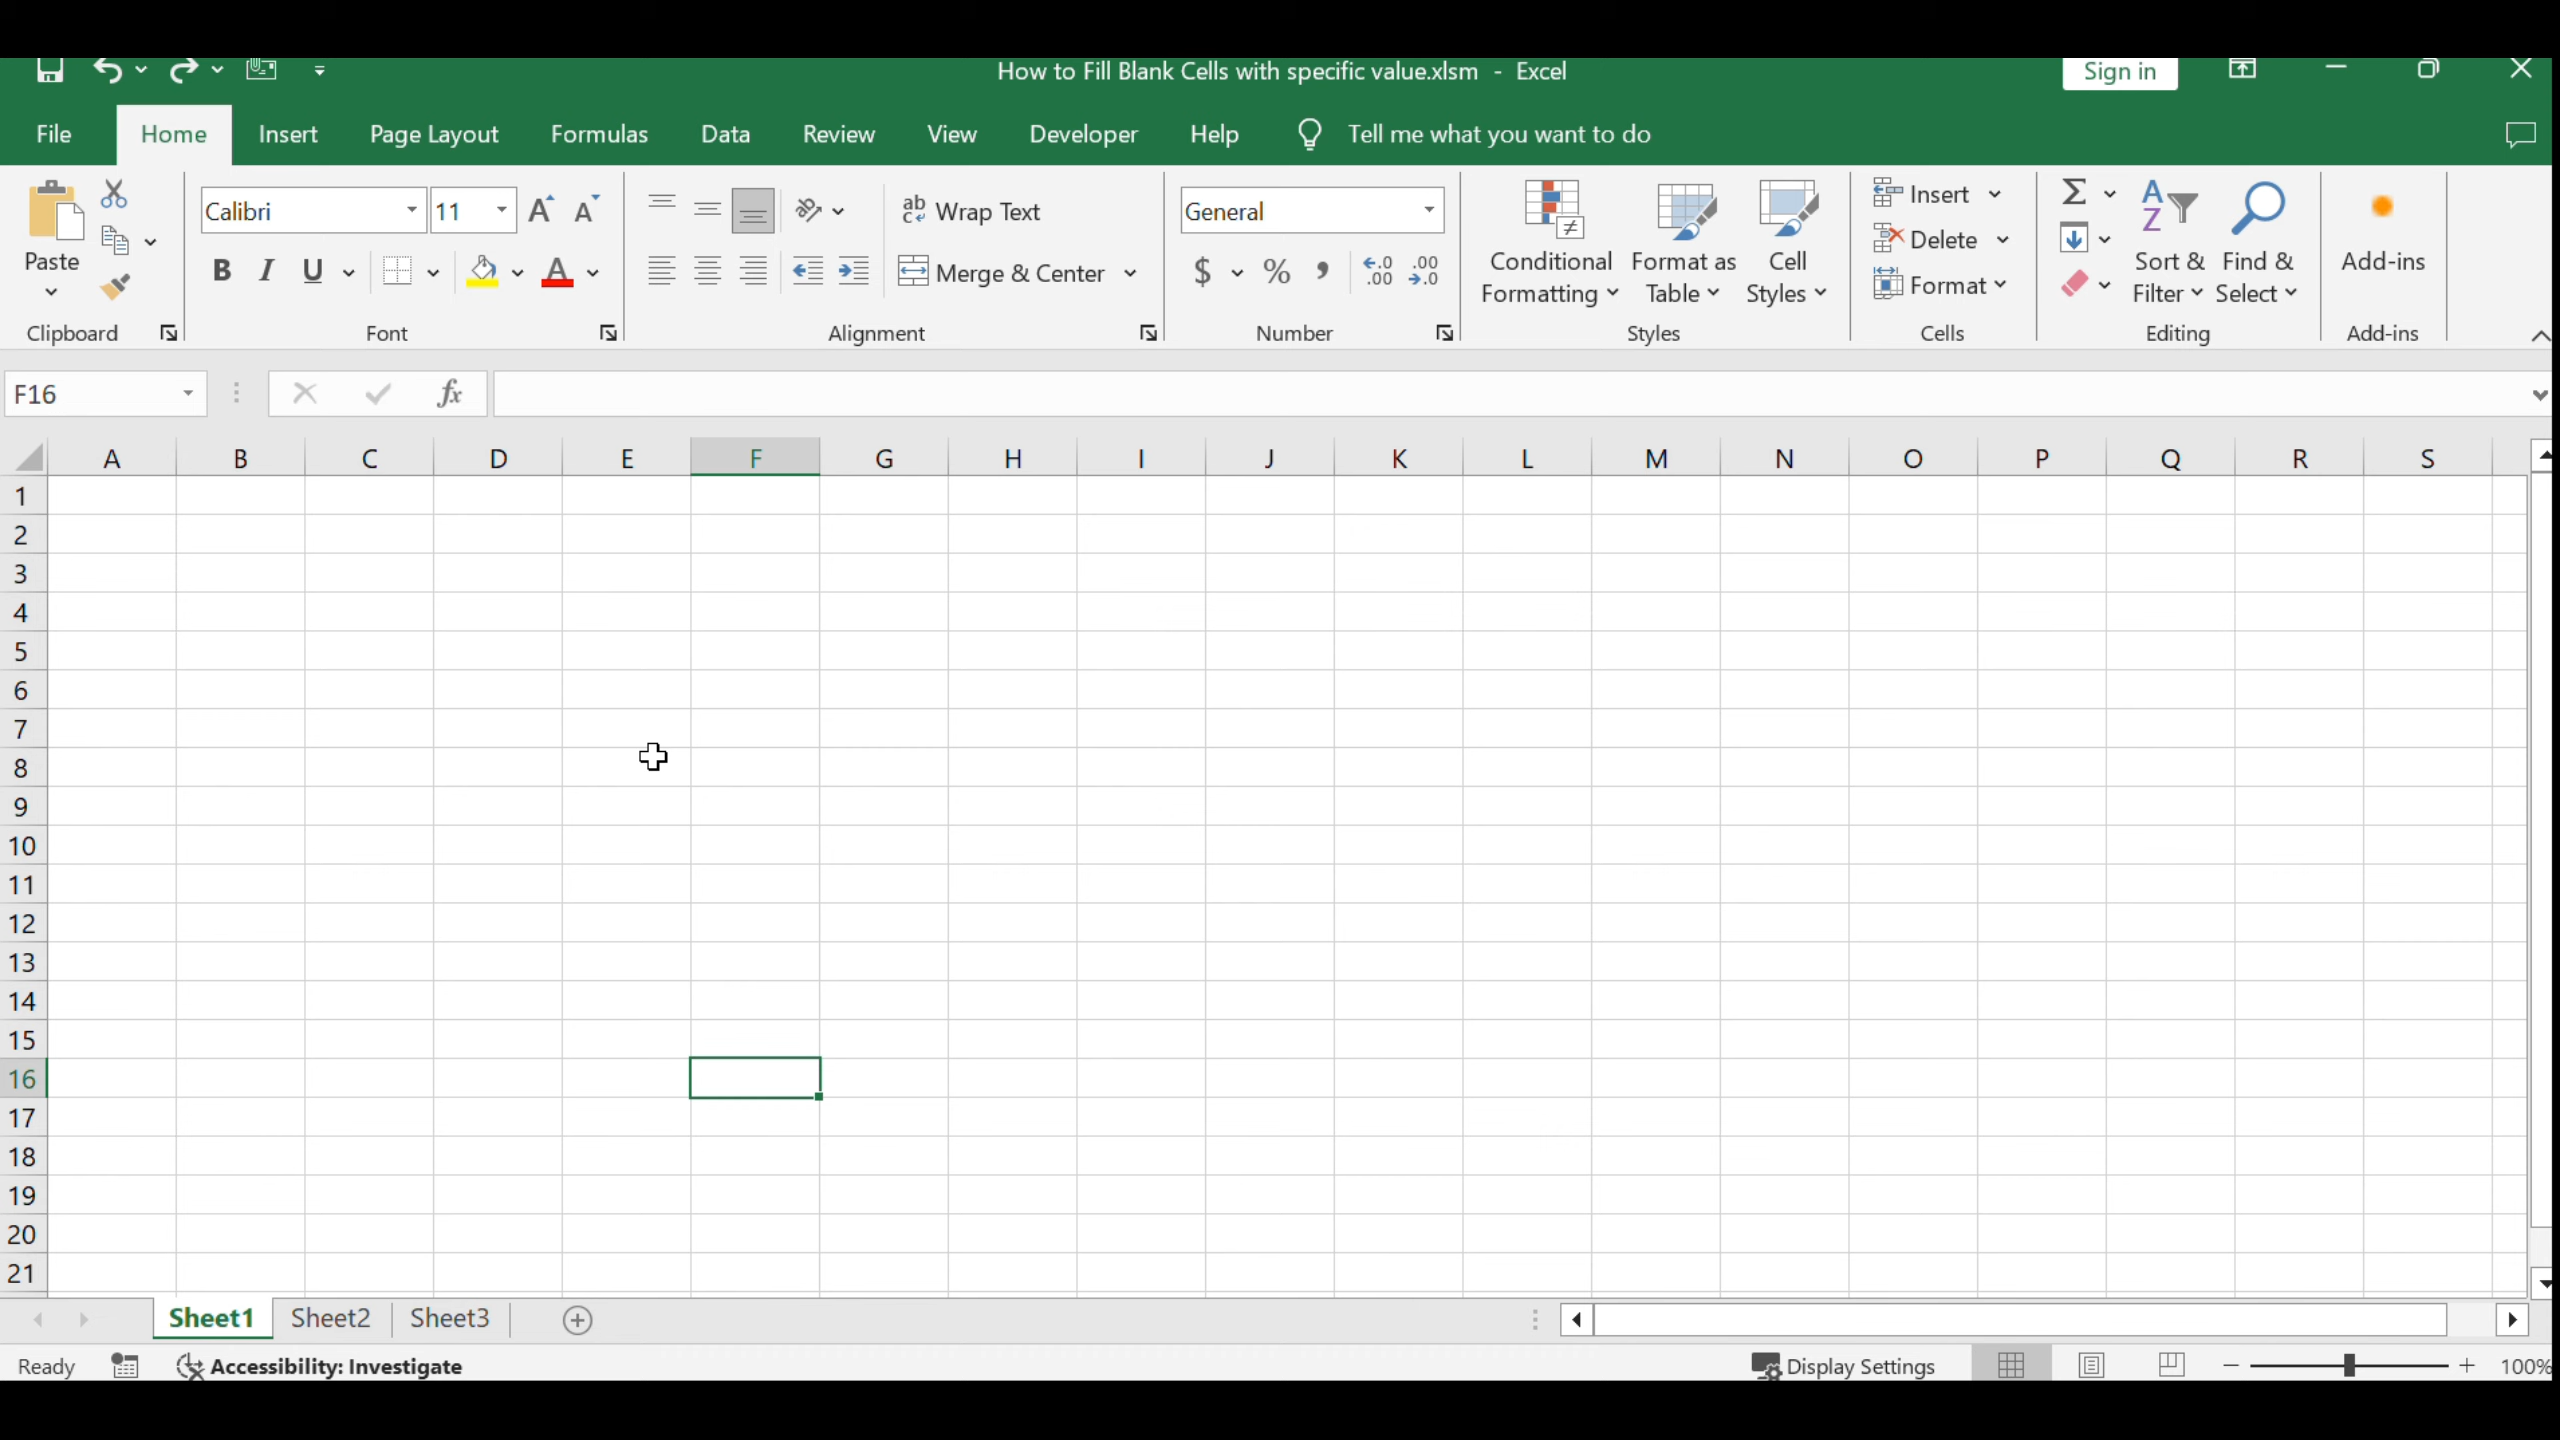 How to Fill Blank Cells with specific value.xlsm - Excel
Sign in
File Home Insert Page Layout Formulas Data Review View Developer Help Tell me what you want to do
Paste
Clipboard
Calibri 11
B I U A
Font
Wrap Text
Merge & Center
Alignment
General
$ % , .00 .0
Number
Conditional Formatting
Format as Table
Cell Styles
Styles
Insert
Delete
Format
Cells
Sort & Filter
Find & Select
Editing
Add-ins
Add-ins
F16 fx
A B C D E F G H I J K L M N O P Q R S
1
2
3
4
5
6
7
8
9
10
11
12
13
14
15
16
17
18
19
20
21
Sheet1 Sheet2 Sheet3
Ready Accessibility: Investigate Display Settings 100%